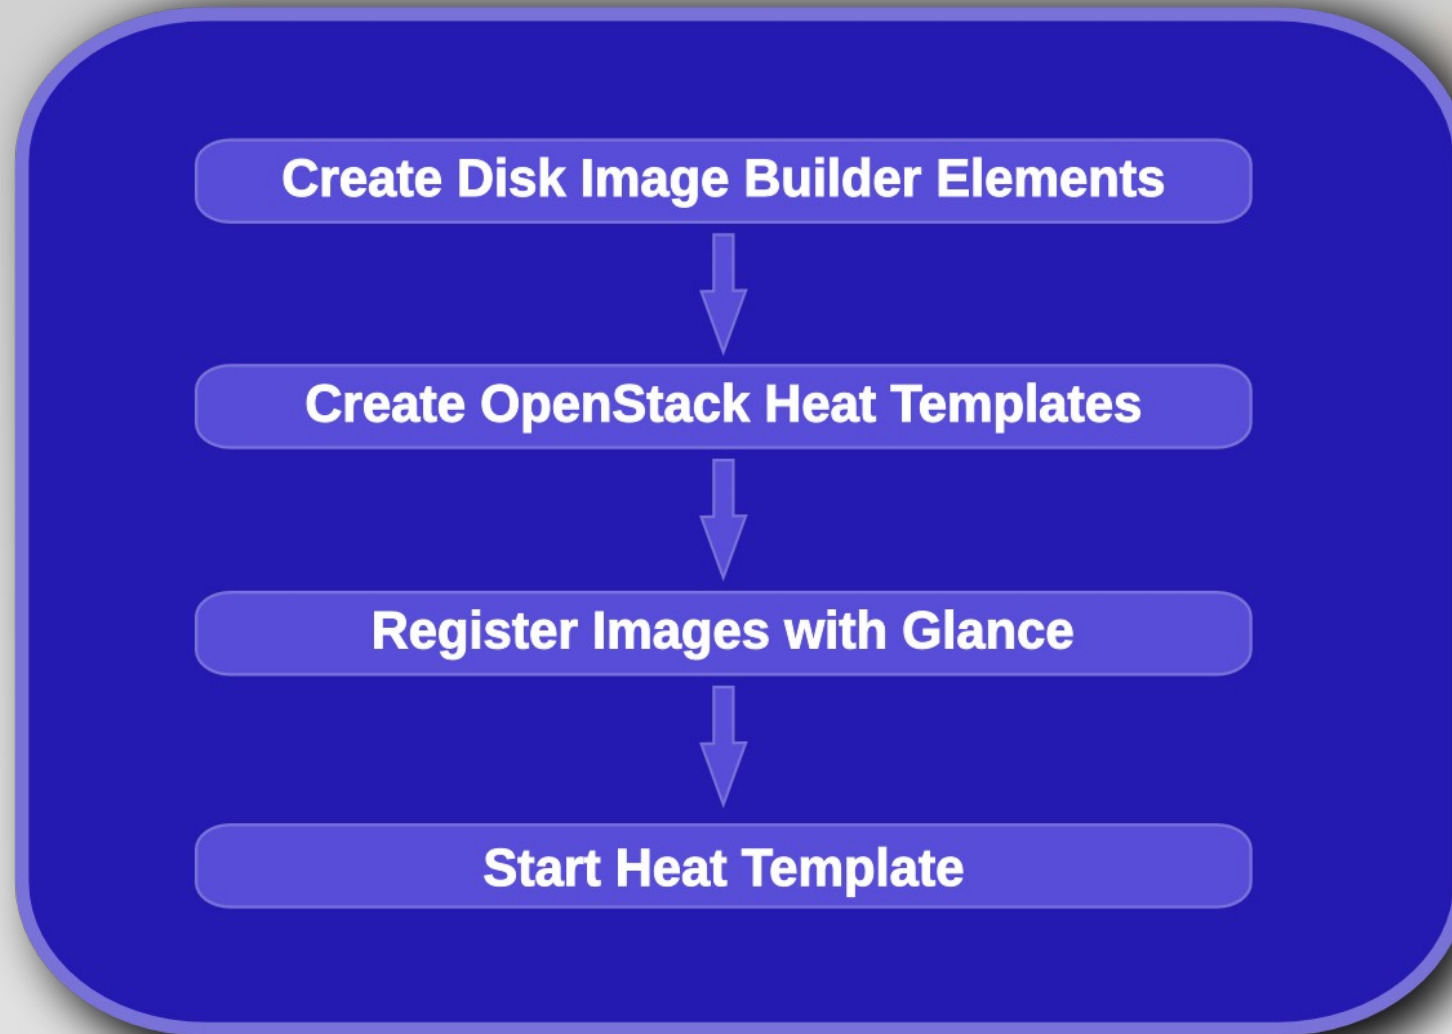 Create Disk Image Builder Elements
Create OpenStack Heat Templates
Register Images with Glance
Start Heat Template